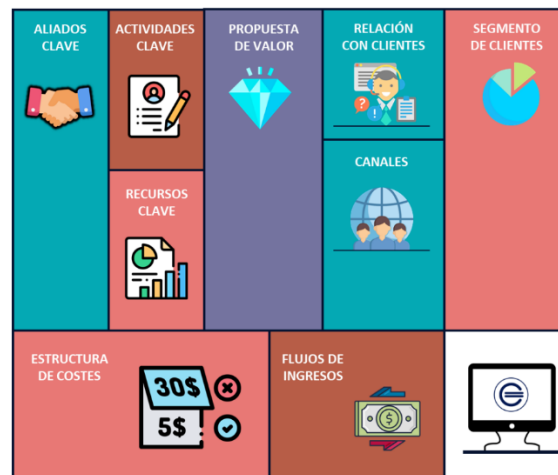 ALIADOS
CLAVE
ACTIVIDADES
CLAVE
PROPUESTA
DE VALOR
RELACIÓN
CON CLIENTES
SEGMENTO
DE CLIENTES
RECURSOS
CLAVE
CANALES
ESTRUCTURA
DE COSTES
30$
5$
FLUJOS DE
INGRESOS